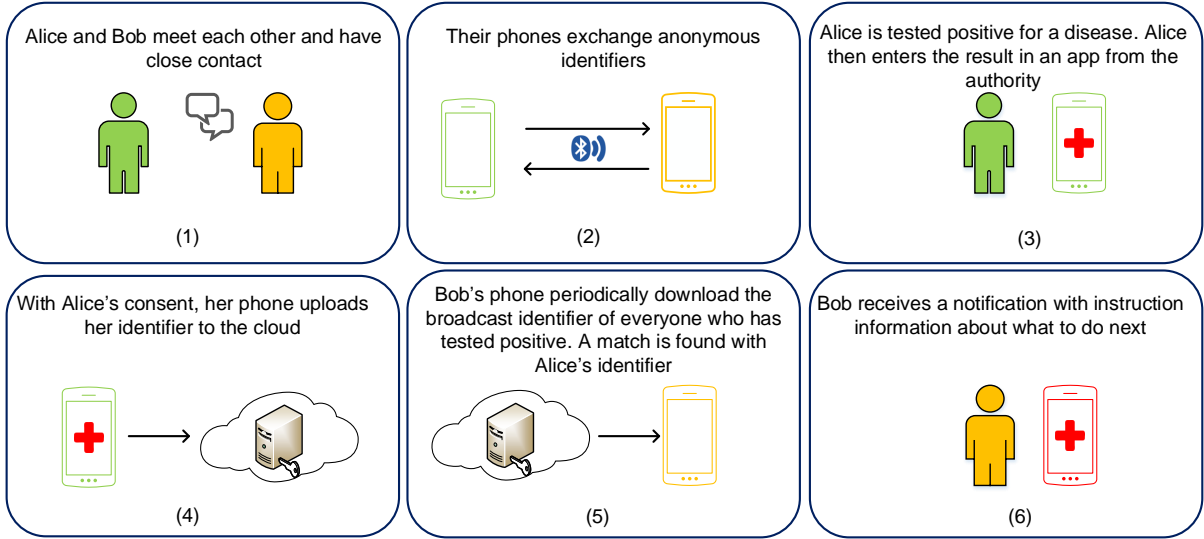 Alice and Bob meet each other and have
close contact
(1)
Their phones exchange anonymous
identifiers
(2)
Alice is tested positive for a disease. Alice
then enters the result in an app from the
authority
(3)
With Alice's consent, her phone uploads
her identifier to the cloud
(4)
Bob's phone periodically download the
broadcast identifier of everyone who has
tested positive. A match is found with
Alice's identifier
(5)
Bob receives a notification with instruction
information about what to do next
(6)